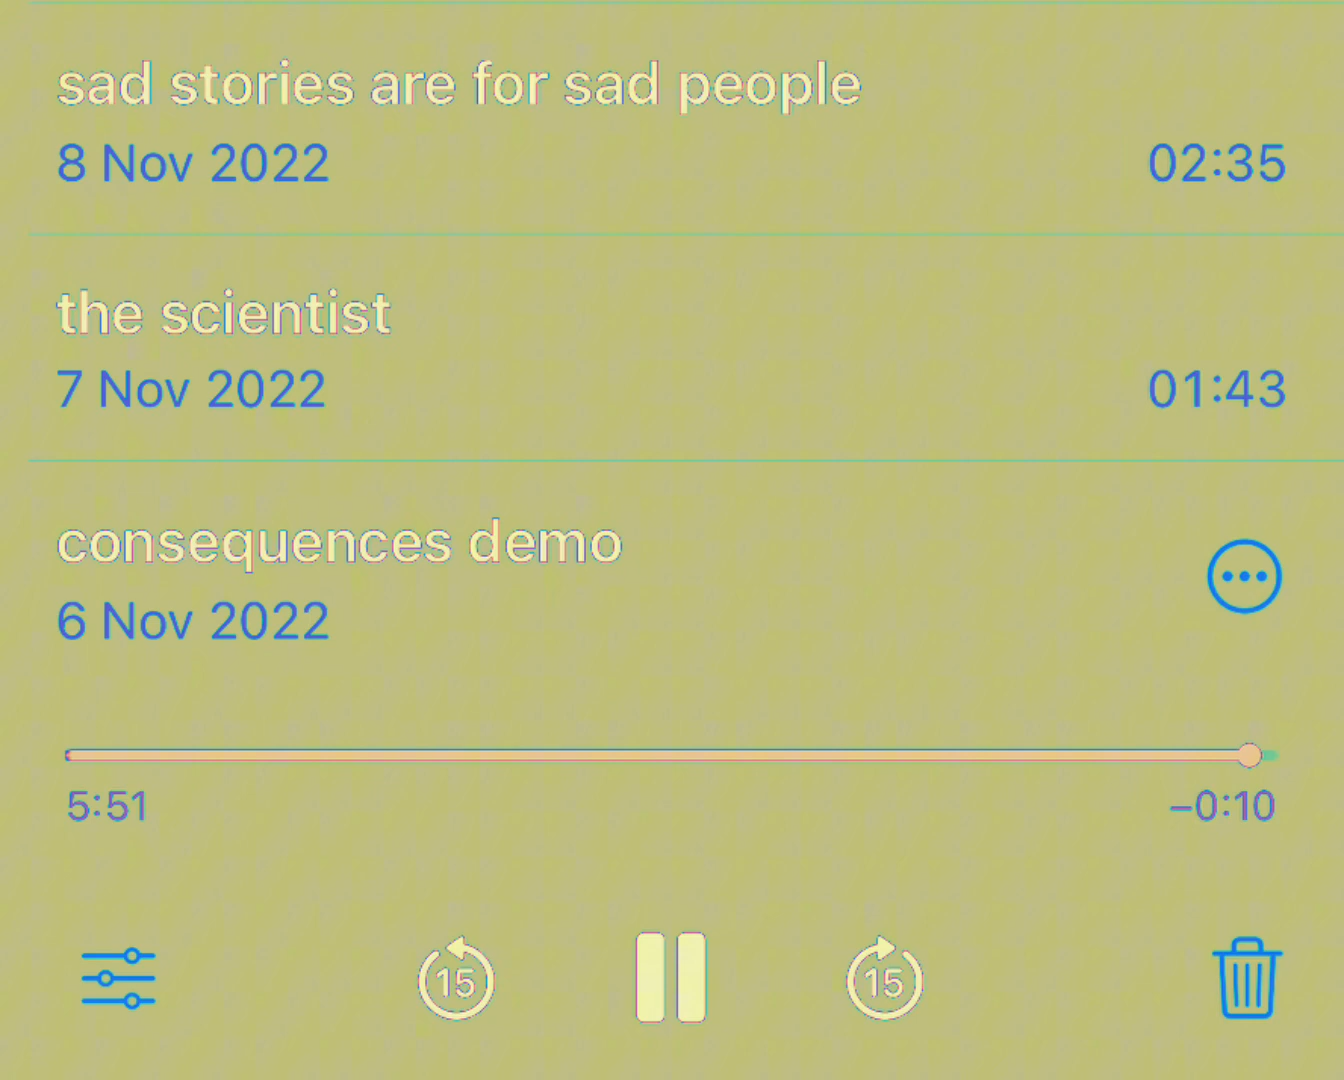 sad stories are for sad people
8 Nov 2022 02:35
the scientist
7 Nov 2022 01:43
consequences demo
6 Nov 2022
5:51 –0:10
15 15